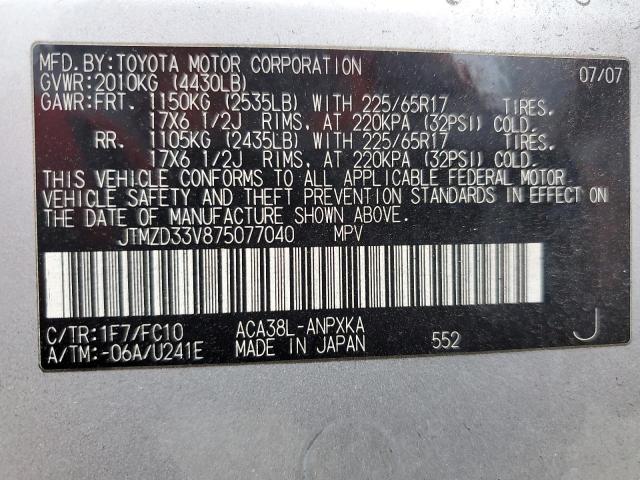 MFD.BY:TOYOTA MOTOR CORPORATION 07/07
GVWR:2010KG (4430LB)
GAWR:FRT. 1150KG (2535LB) WITH 225/65R17 TIRES.
17X6 1/2J RIMS, AT 220KPA (32PSI) COLD.
RR. 1105KG (2435LB) WITH 225/65R17 TIRES.
17X6 1/2J RIMS, AT 220KPA (32PSI) COLD.
THIS VEHICLE CONFORMS TO ALL APPLICABLE FEDERAL MOTOR
VEHICLE SAFETY AND THEFT PREVENTION STANDARDS IN EFFECT ON
THE DATE OF MANUFACTURE SHOWN ABOVE.
JTMZD33V875077040 MPV
C/TR:1F7/FC10 ACA38L-ANPXKA J
A/TM:-06A/U241E MADE IN JAPAN 552